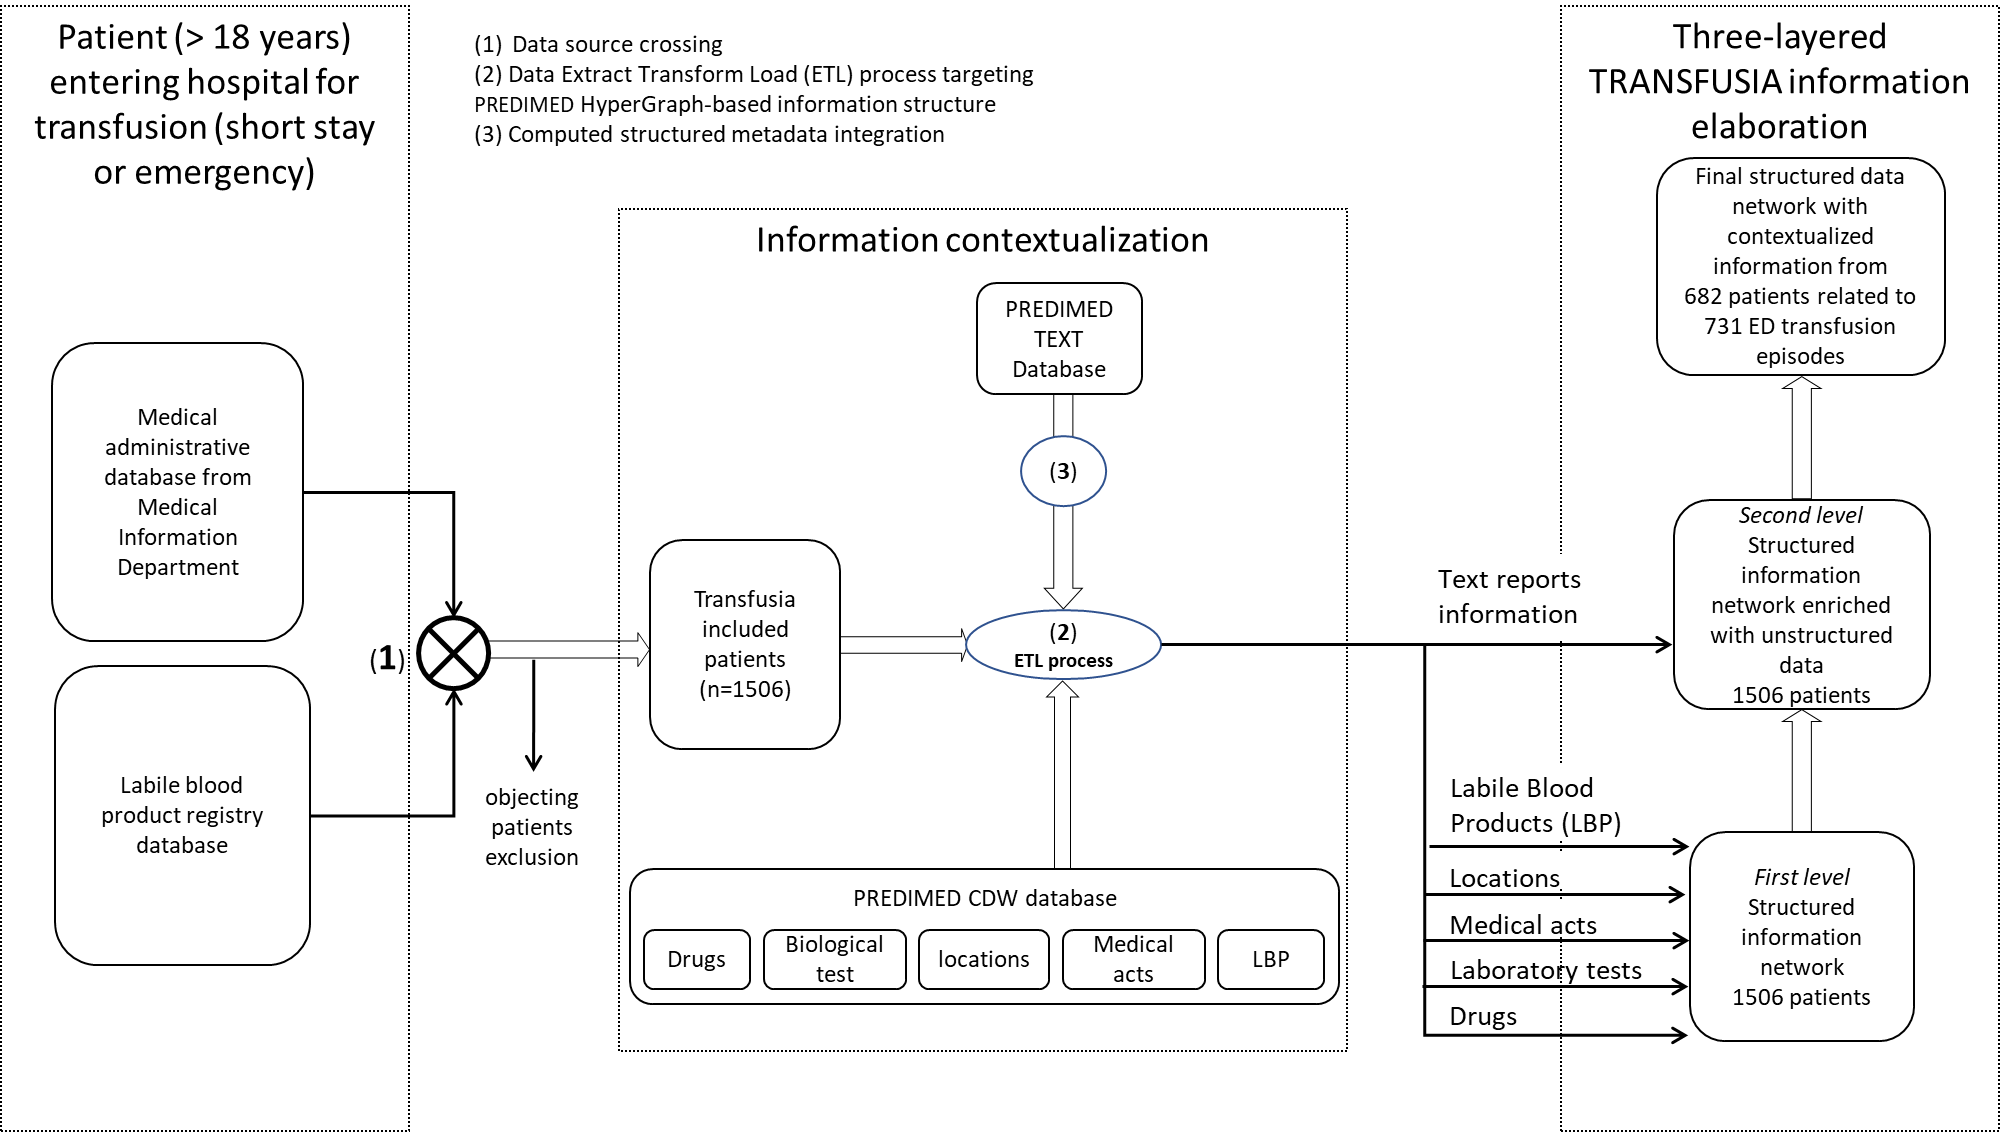 Patient (> 18 years)
entering hospital for
transfusion (short stay
or emergency)
Medical
administrative
database from
Medical
Information
Department
Labile blood
product registry
database
(1) Data source crossing
(2) Data Extract Transform Load (ETL) process targeting
PREDIMED HyperGraph-based information structure
(3) Computed structured metadata integration
(1)
objecting
patients
exclusion
Information contextualization
PREDIMED
TEXT
Database
(3)
Transfusia
included
patients
(n=1506)
(2)
ETL process
PREDIMED CDW database
Drugs
Biological
test
locations
Medical
acts
LBP
Text reports
information
Labile Blood
Products (LBP)
Locations
Medical acts
Laboratory tests
Drugs
Three-layered
TRANSFUSIA information
elaboration
Final structured data
network with
contextualized
information from
682 patients related to
731 ED transfusion
episodes
Second level
Structured
information
network enriched
with unstructured
data
1506 patients
First level
Structured
information
network
1506 patients